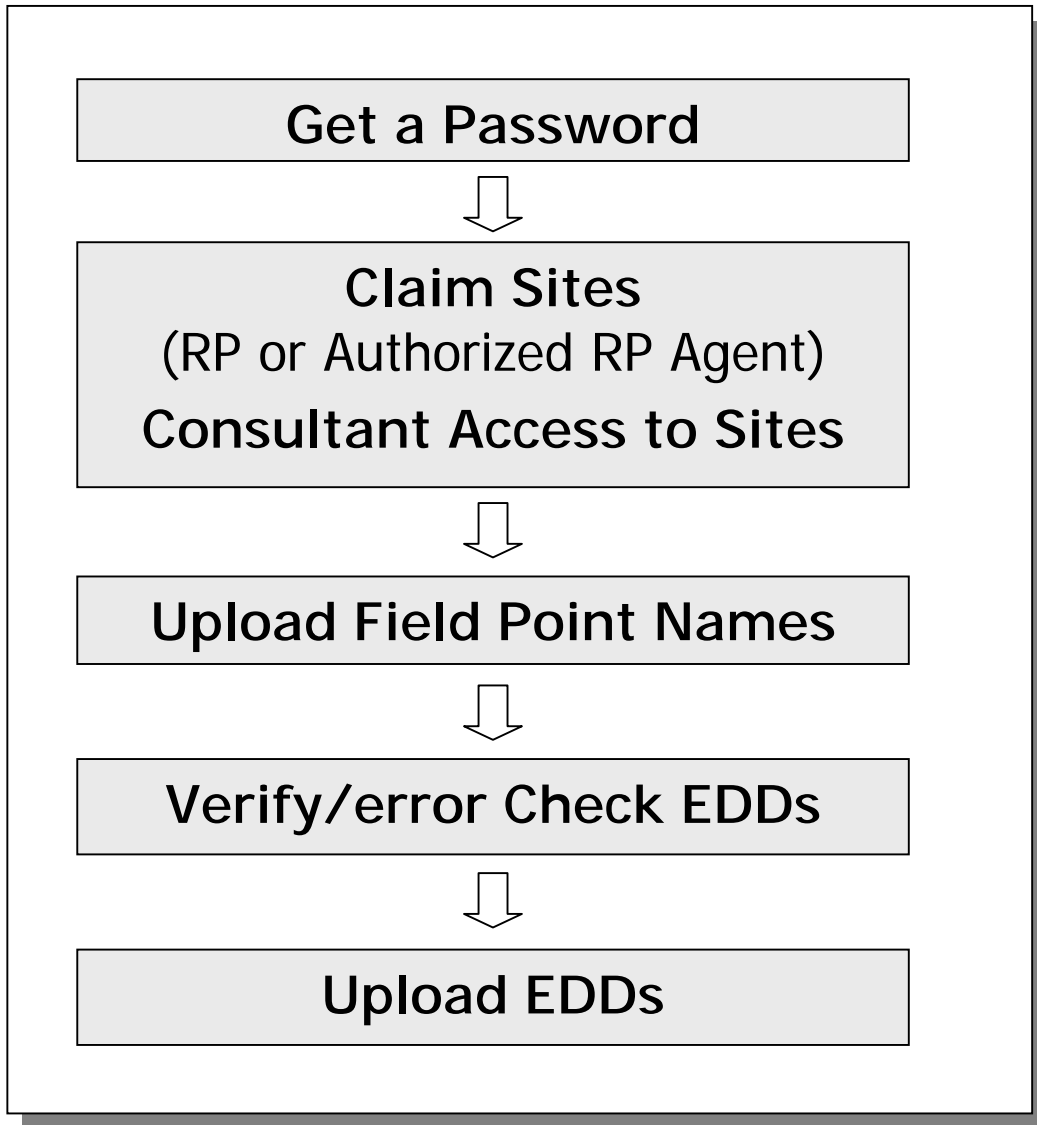 Get a Password
Claim Sites
(RP or Authorized RP Agent)
Consultant Access to Sites
Upload Field Point Names
Verify/error Check EDDs
Upload EDDs